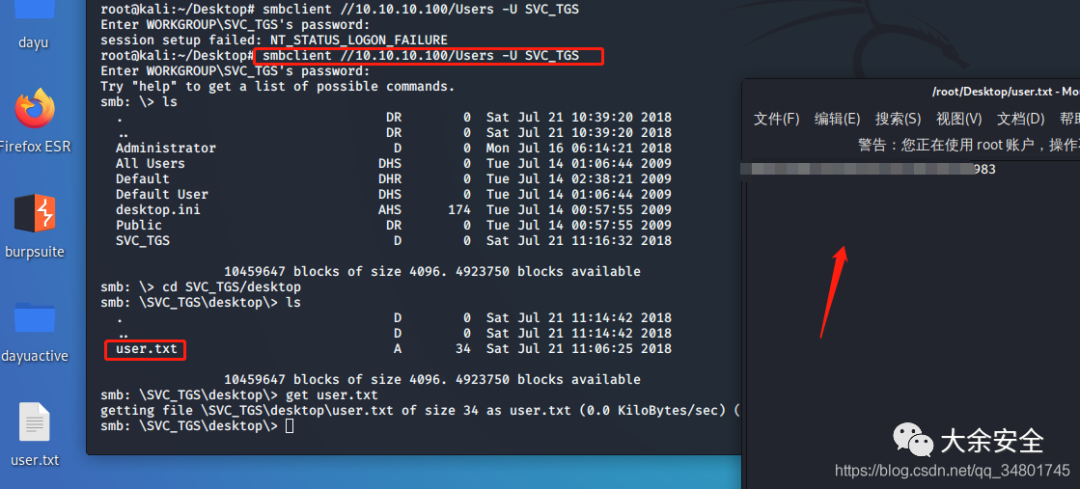 dayu
Firefox ESR
burpsuite
dayuactive
user.txt
root@kali:~/Desktop# smbclient //10.10.10.100/Users -U SVC_TGS
Enter WORKGROUP\SVC_TGS's password:
session setup failed: NT_STATUS_LOGON_FAILURE
root@kali:~/Desktop# smbclient //10.10.10.100/Users -U SVC_TGS
Enter WORKGROUP\SVC_TGS's password:
Try "help" to get a list of possible commands.
smb: \> ls
. DR 0 Sat Jul 21 10:39:20 2018
.. DR 0 Sat Jul 21 10:39:20 2018
Administrator D 0 Mon Jul 16 06:14:21 2018
All Users DHS 0 Tue Jul 14 01:06:44 2009
Default DHR 0 Tue Jul 14 02:38:21 2009
Default User DHS 0 Tue Jul 14 01:06:44 2009
desktop.ini AHS 174 Tue Jul 14 00:57:55 2009
Public DR 0 Tue Jul 14 00:57:55 2009
SVC_TGS D 0 Sat Jul 21 11:16:32 2018
10459647 blocks of size 4096. 4923750 blocks available
smb: \> cd SVC_TGS/desktop
smb: \SVC_TGS\desktop\> ls
. D 0 Sat Jul 21 11:14:42 2018
.. D 0 Sat Jul 21 11:14:42 2018
user.txt A 34 Sat Jul 21 11:06:25 2018
10459647 blocks of size 4096. 4923750 blocks available
smb: \SVC_TGS\desktop\> get user.txt
getting file \SVC_TGS\desktop\user.txt of size 34 as user.txt (0.0 KiloBytes/sec) (
smb: \SVC_TGS\desktop\>
/root/Desktop/user.txt - Mou
文件(F) 编辑(E) 搜索(S) 视图(V) 文档(D) 帮助
警告：您正在使用 root 账户，操作不
983
大余安全
https://blog.csdn.net/qq_34801745